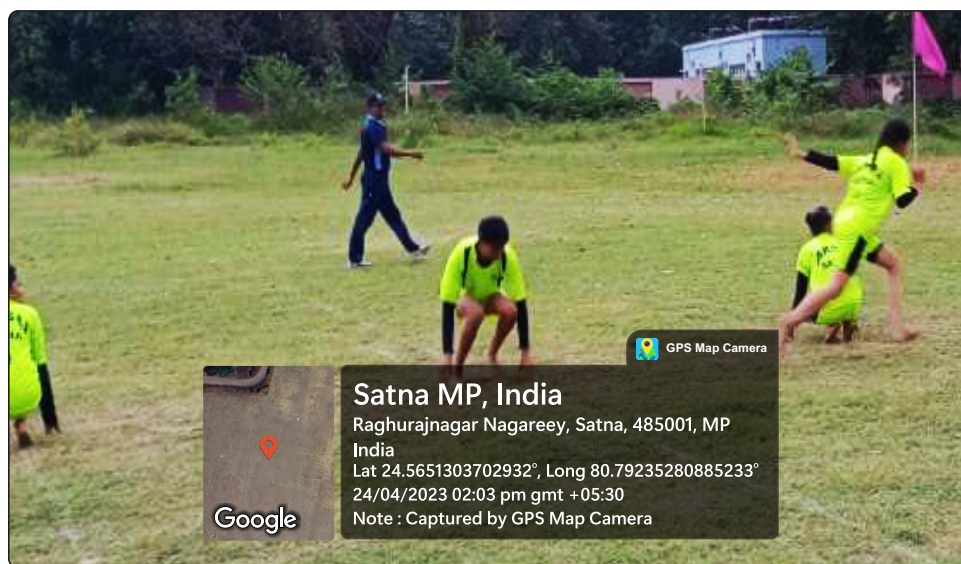 GPS Map Camera
Satna MP, India
Raghurajnagar Nagareey, Satna, 485001, MP
India
Lat 24.5651303702932°, Long 80.79235280885233°
24/04/2023 02:03 pm gmt +05:30
Note : Captured by GPS Map Camera
Google